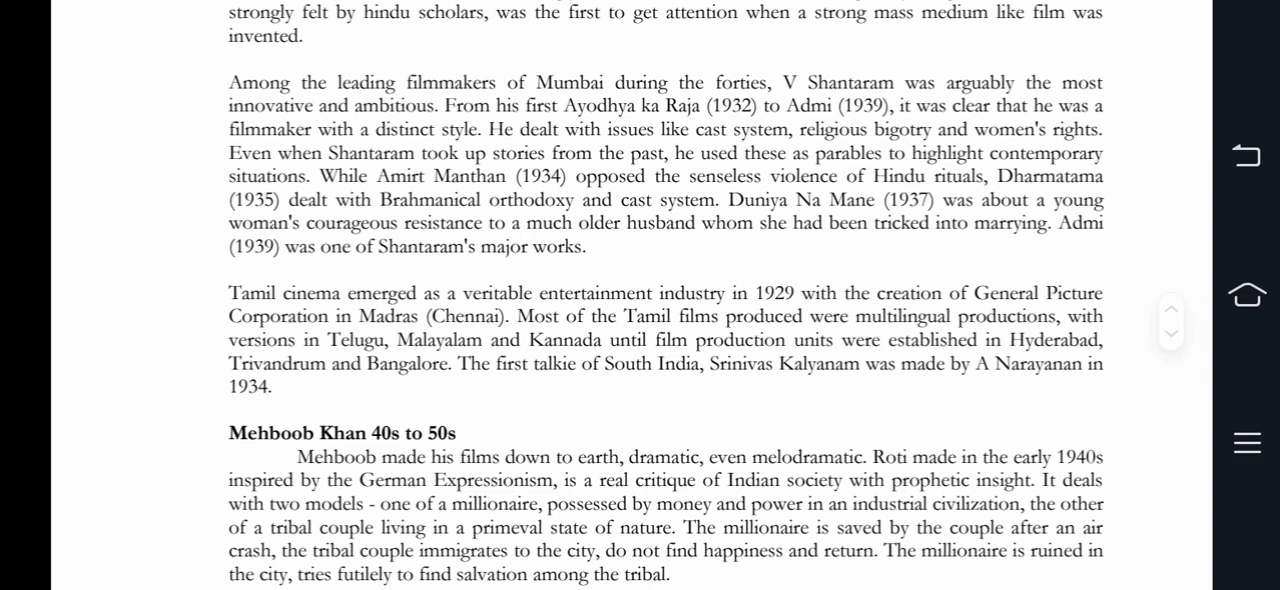 strongly felt by hindu scholars, was the first to get attention when a strong mass medium like film was
invented.
Among the leading filmmakers of Mumbai during the forties, V Shantaram was arguably the most
innovative and ambitious. From his first Ayodhya ka Raja (1932) to Admi (1939), it was clear that he was a
filmmaker with a distinct style. He dealt with issues like cast system, religious bigotry and women's rights.
Even when Shantaram took up stories from the past, he used these as parables to highlight contemporary
situations. While Amirt Manthan (1934) opposed the senseless violence of Hindu rituals, Dharmatama
(1935) dealt with Brahmanical orthodoxy and cast system. Duniya Na Mane (1937) was about a young
woman's courageous resistance to a much older husband whom she had been tricked into marrying. Admi
(1939) was one of Shantaram's major works.
Tamil cinema emerged as a veritable entertainment industry in 1929 with the creation of General Picture
Corporation in Madras (Chennai). Most of the Tamil films produced were multilingual productions, with
versions in Telugu, Malayalam and Kannada until film production units were established in Hyderabad,
Trivandrum and Bangalore. The first talkie of South India, Srinivas Kalyanam was made by A Narayanan in
1934.
Mehboob Khan 40s to 50s
Mehboob made his films down to earth, dramatic, even melodramatic. Roti made in the early 1940s
inspired by the German Expressionism, is a real critique of Indian society with prophetic insight. It deals
with two models - one of a millionaire, possessed by money and power in an industrial civilization, the other
of a tribal couple living in a primeval state of nature. The millionaire is saved by the couple after an air
crash, the tribal couple immigrates to the city, do not find happiness and return. The millionaire is ruined in
the city, tries futilely to find salvation among the tribal.